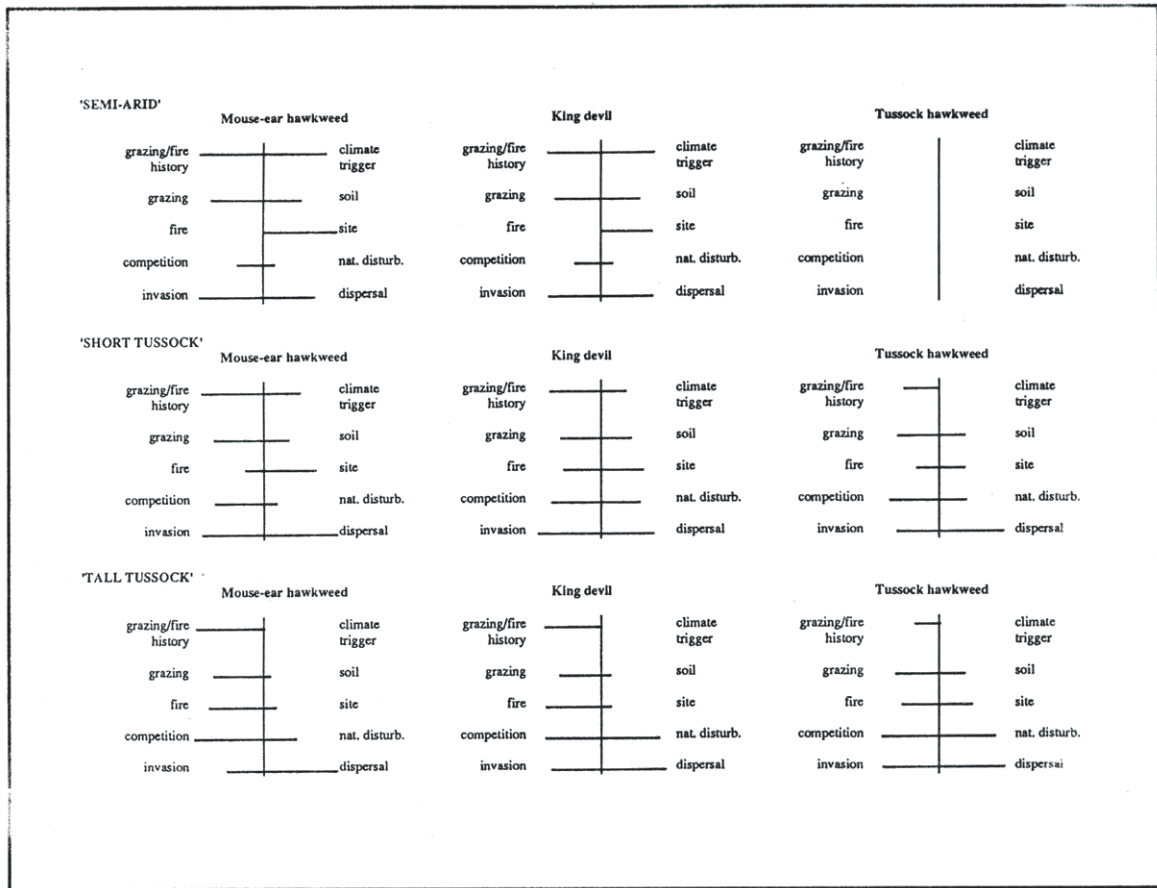 'SEMI-ARID'
Mouse-ear hawkweed King devil Tussock hawkweed
grazing/fire climate grazing/fire climate grazing/fire climate
history trigger history trigger history trigger
grazing soil grazing soil grazing soil
fire site fire site fire site
competition nat. disturb. competition nat. disturb. competition nat. disturb.
invasion dispersal invasion dispersal invasion dispersal
'SHORT TUSSOCK'
Mouse-ear hawkweed King devil Tussock hawkweed
grazing/fire climate grazing/fire climate grazing/fire climate
history trigger history trigger history trigger
grazing soil grazing soil grazing soil
fire site fire site fire site
competition nat. disturb. competition nat. disturb. competition nat. disturb.
invasion dispersal invasion dispersal invasion dispersal
'TALL TUSSOCK'
Mouse-ear hawkweed King devil Tussock hawkweed
grazing/fire climate grazing/fire climate grazing/fire climate
history trigger history trigger history trigger
grazing soil grazing soil grazing soil
fire site fire site fire site
competition nat. disturb. competition nat. disturb. competition nat. disturb.
invasion dispersal invasion dispersal invasion dispersal